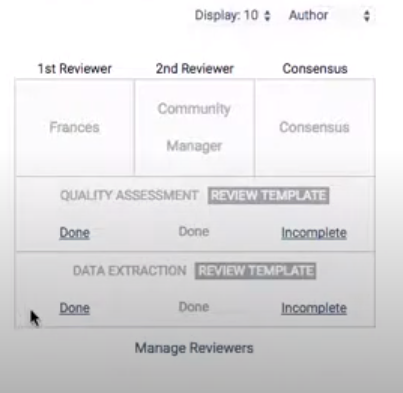 Display: 10 Author
1st Reviewer 2nd Reviewer Consensus
Frances Community Manager Consensus
QUALITY ASSESSMENT REVIEW TEMPLATE
Done Done Incomplete
DATA EXTRACTION REVIEW TEMPLATE
Done Done Incomplete
Manage Reviewers